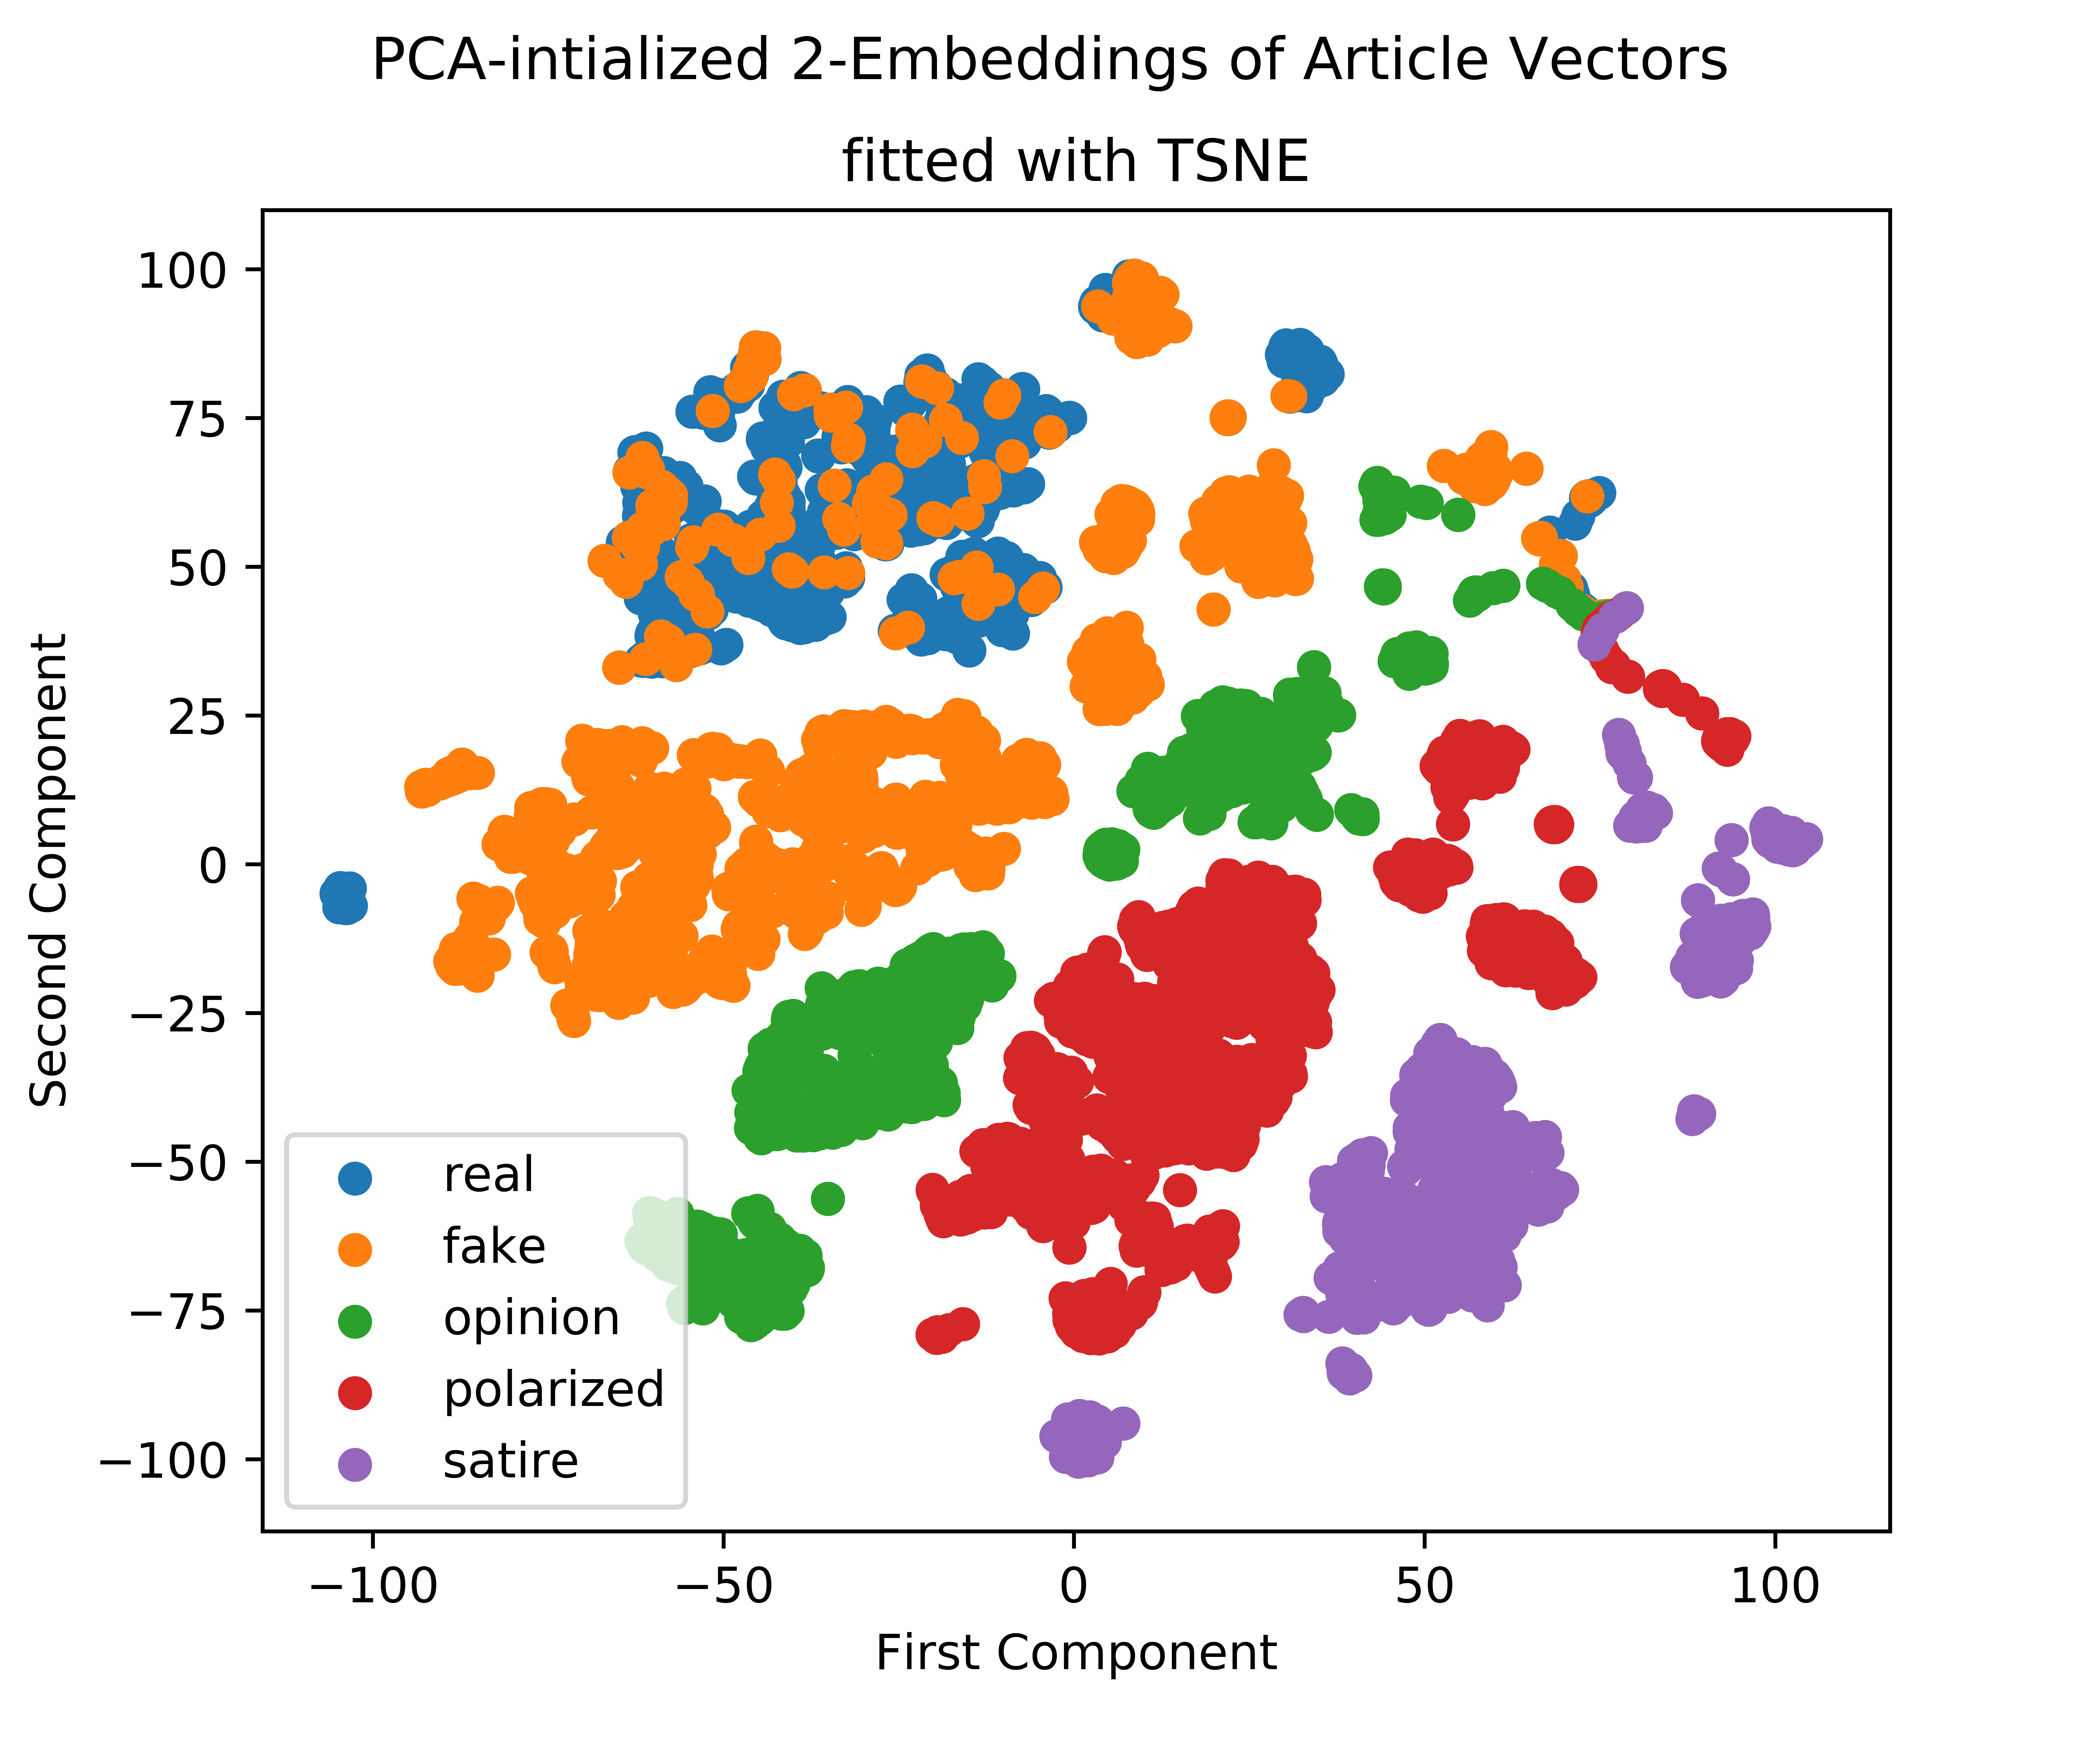 PCA-intialized 2-Embeddings of Article Vectors
fitted with TSNE
100
75
50
25
0
−25
−50
−75
−100
Second Component
real
fake
opinion
polarized
satire
−100
−50
0
50
100
First Component